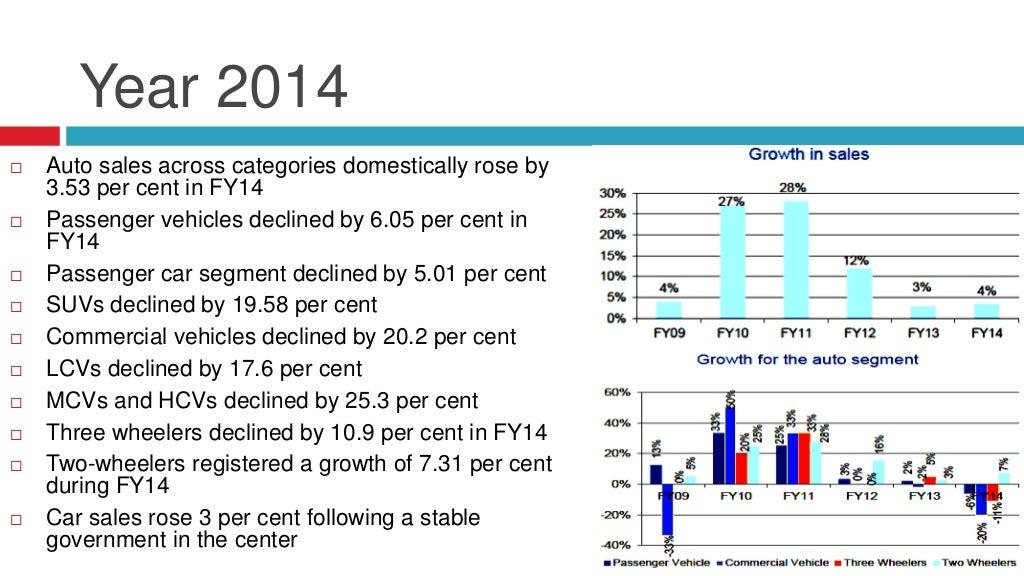 Year 2014
Auto sales across categories domestically rose by
3.53 per cent in FY14
Passenger vehicles declined by 6.05 per cent in
FY14
Passenger car segment declined by 5.01 per cent
SUVs declined by 19.58 per cent
Commercial vehicles declined by 20.2 per cent
LCVs declined by 17.6 per cent
MCVs and HCVs declined by 25.3 per cent
Three wheelers declined by 10.9 per cent in FY14
Two-wheelers registered a growth of 7.31 per cent
during FY14
Car sales rose 3 per cent following a stable
government in the center
Growth in sales
30%
25%
20%
15%
10%
5%
0%
4%
27%
28%
12%
3%
4%
FY09 FY10 FY11 FY12 FY13 FY14
Growth for the auto segment
60%
40%
20%
0%
-20%
-40%
13% -33% 0% 5%
33% 50% 20% 25%
25% 33% 33% 28%
3% 0% 0% 16%
2% -2% 5% 3%
-6% -20% -11% 7%
FY09 FY10 FY11 FY12 FY13 FY14
Passenger Vehicle Commercial Vehicle Three Wheelers Two Wheelers